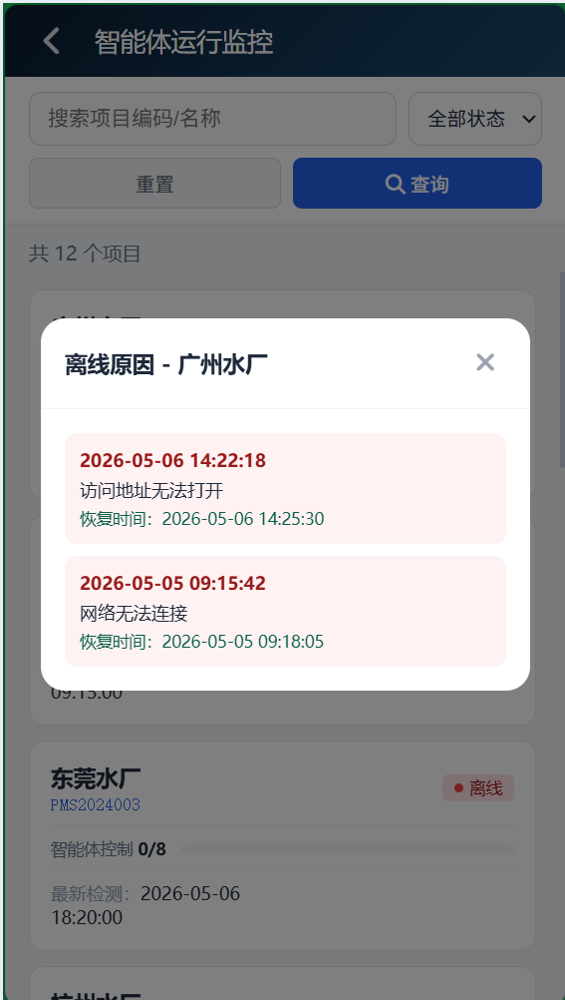 智能体运行监控
搜索项目编码/名称
全部状态
重置
查询
共 12 个项目
离线原因 - 广州水厂
2026-05-06 14:22:18
访问地址无法打开
恢复时间：2026-05-06 14:25:30
2026-05-05 09:15:42
网络无法连接
恢复时间：2026-05-05 09:18:05
东莞水厂
离线
PMS2024003
智能体控制 0/8
最新检测：2026-05-06
18:20:00